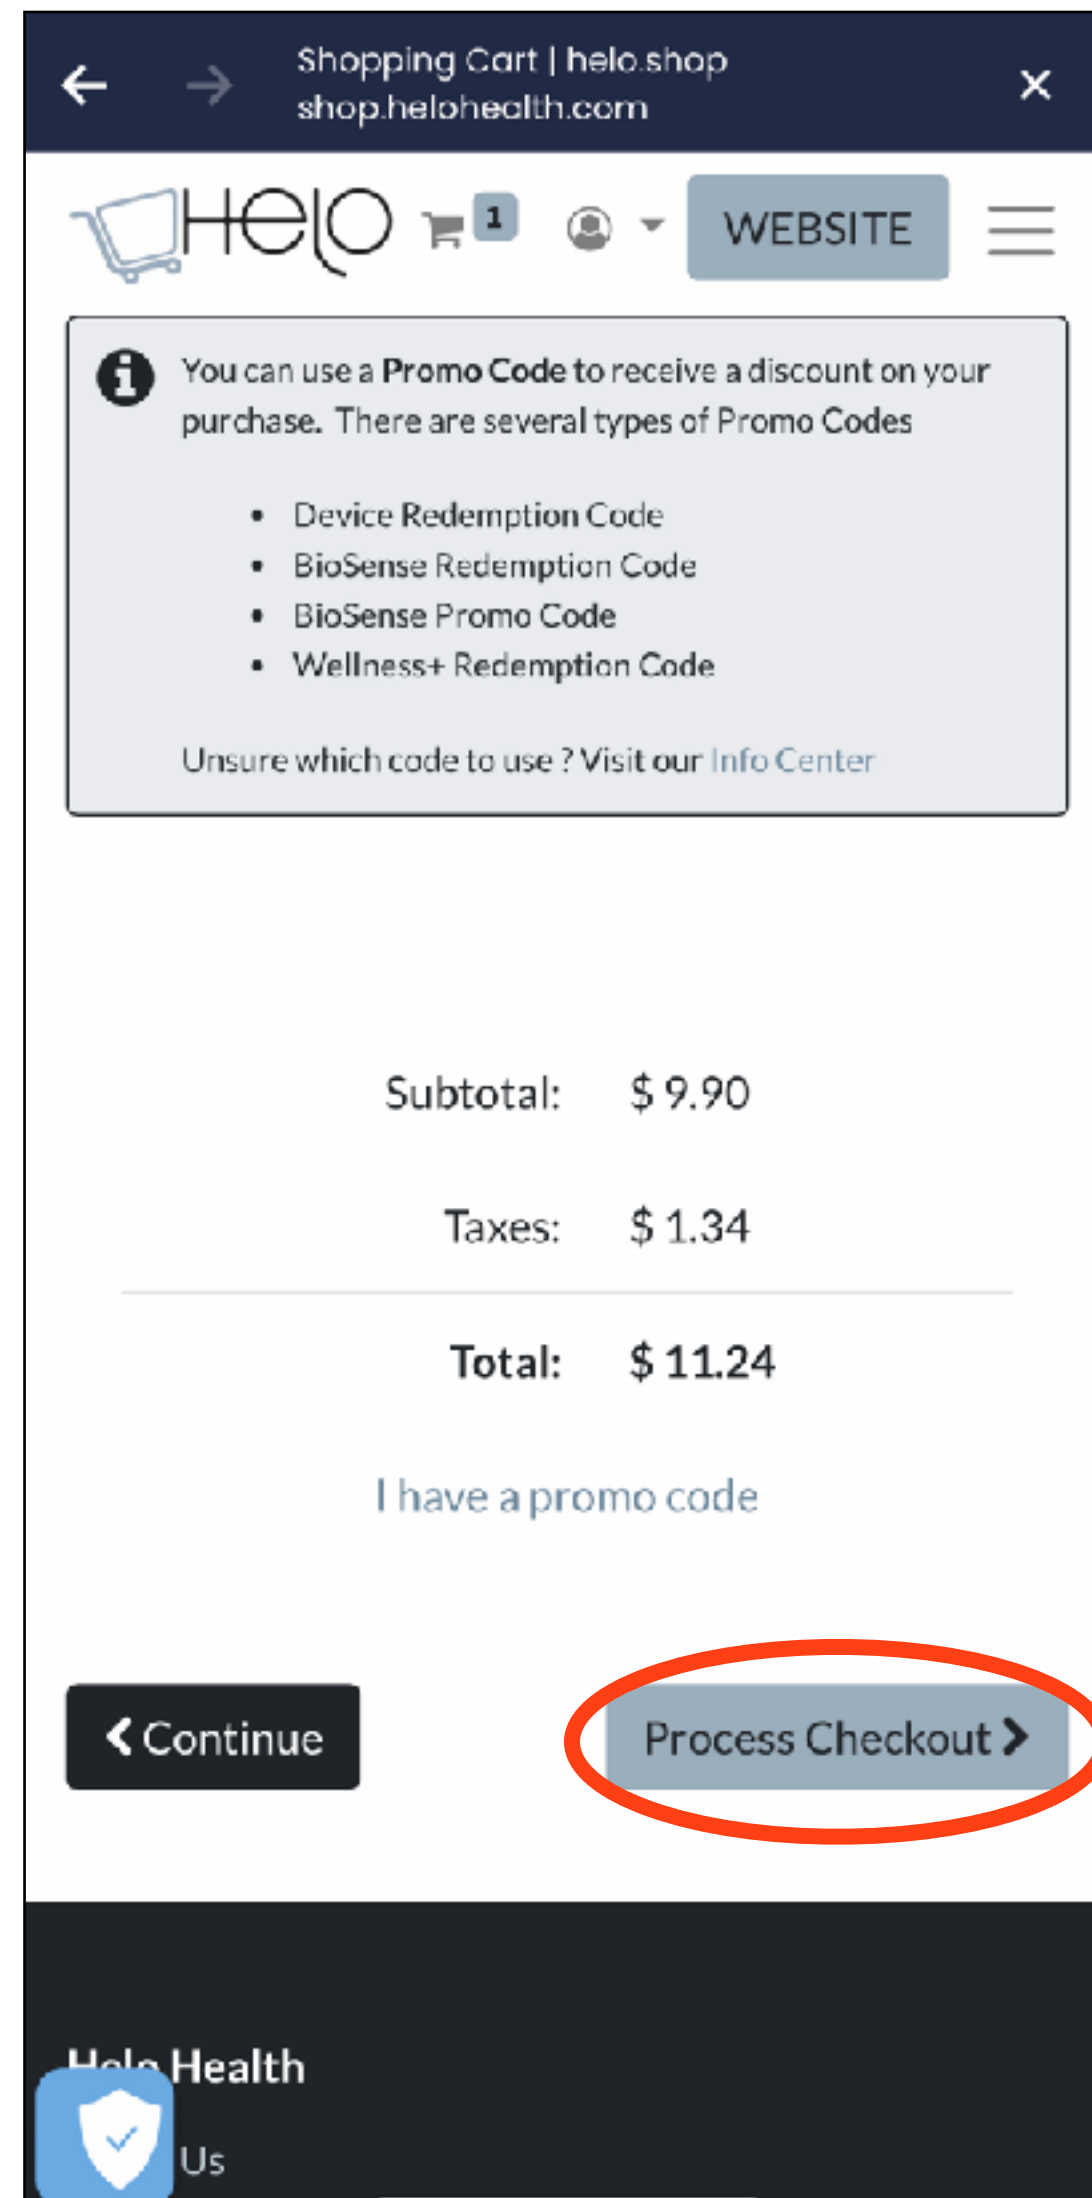 Shopping Cart | helo.shop
shop.helohealth.com
Helo 1 WEBSITE
You can use a Promo Code to receive a discount on your
purchase. There are several types of Promo Codes
• Device Redemption Code
• BioSense Redemption Code
• BioSense Promo Code
• Wellness+ Redemption Code
Unsure which code to use ? Visit our Info Center
Subtotal: $ 9.90
Taxes: $ 1.34
Total: $ 11.24
I have a promo code
Continue Process Checkout
Helo Health
Us